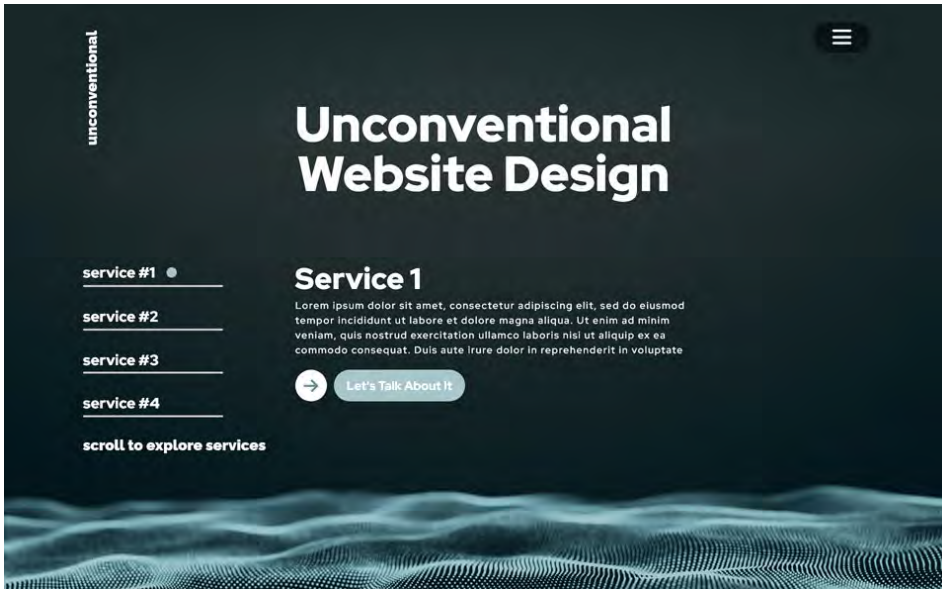 unconventional
Unconventional
Website Design
service #1
service #2
service #3
service #4
scroll to explore services
Service 1
Lorem ipsum dolor sit amet, consectetur adipiscing elit, sed do eiusmod
tempor incididunt ut labore et dolore magna aliqua. Ut enim ad minim
veniam, quis nostrud exercitation ullamco laboris nisi ut aliquip ex ea
commodo consequat. Duis aute irure dolor in reprehenderit in voluptate
Let's Talk About It